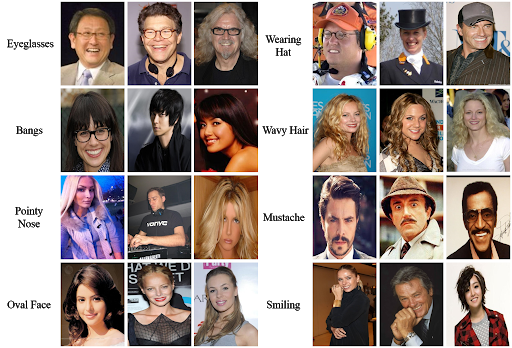 Eyeglasses
Wearing
Hat
Bangs
Wavy Hair
Pointy
Nose
Mustache
Oval Face
Smiling